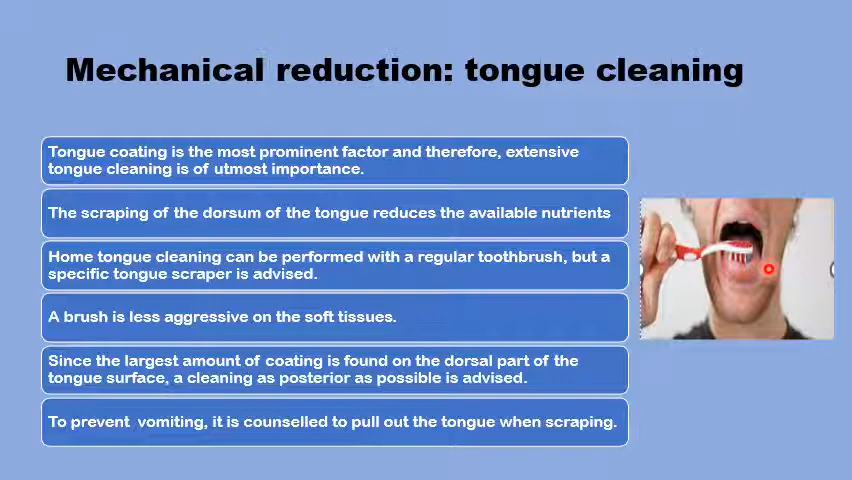 Mechanical reduction: tongue cleaning
Tongue coating is the most prominent factor and therefore, extensive
tongue cleaning is of utmost importance.
The scraping of the dorsum of the tongue reduces the available nutrients
Home tongue cleaning can be performed with a regular toothbrush, but a
specific tongue scraper is advised.
A brush is less aggressive on the soft tissues.
Since the largest amount of coating is found on the dorsal part of the
tongue surface, a cleaning as posterior as possible is advised.
To prevent vomiting, it is counselled to pull out the tongue when scraping.